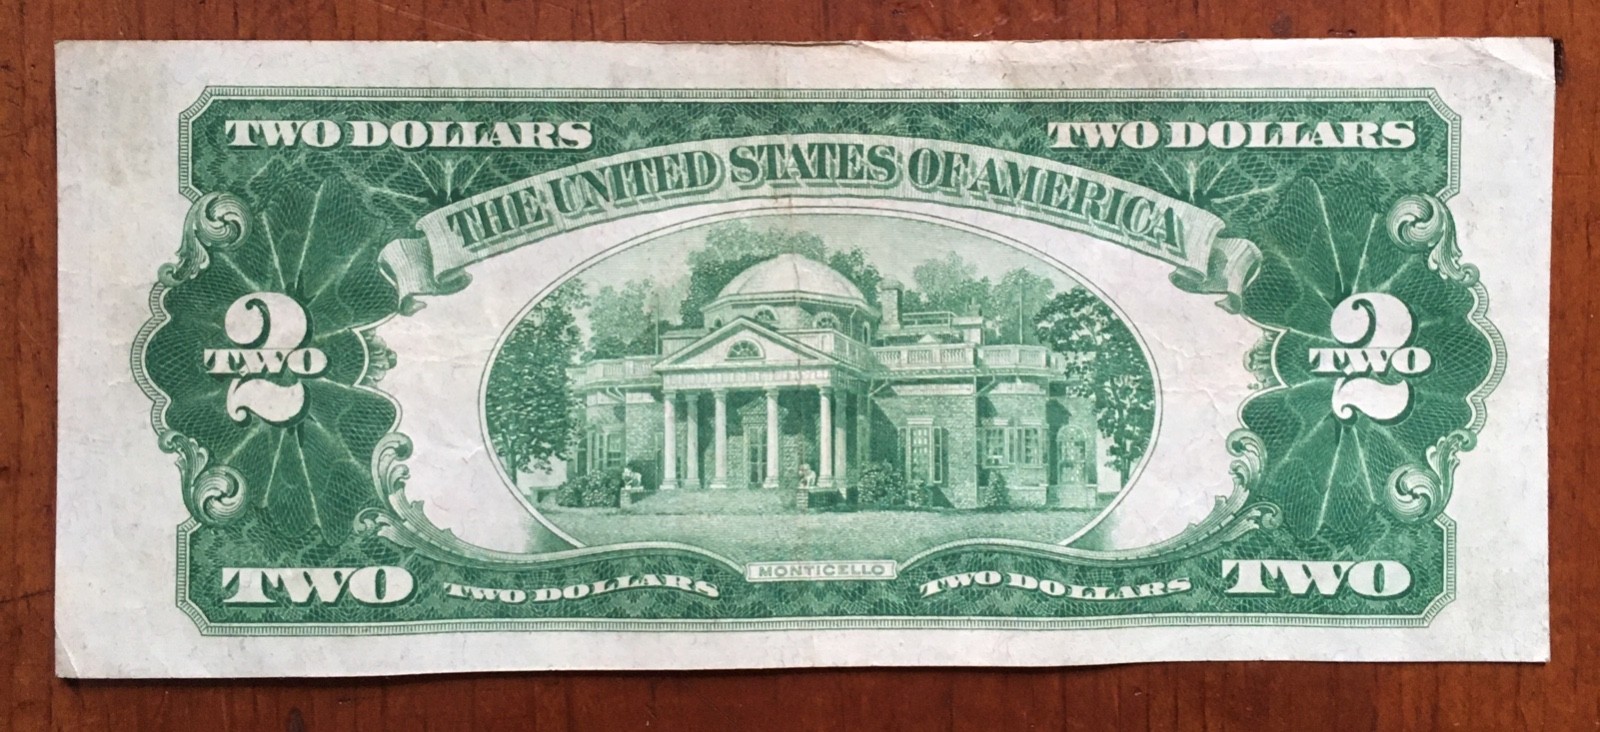 TWO DOLLARS TWO DOLLARS
THE UNITED STATES OF AMERICA
2 2
TWO TWO
MONTICELLO
TWO TWO DOLLARS TWO DOLLARS TWO